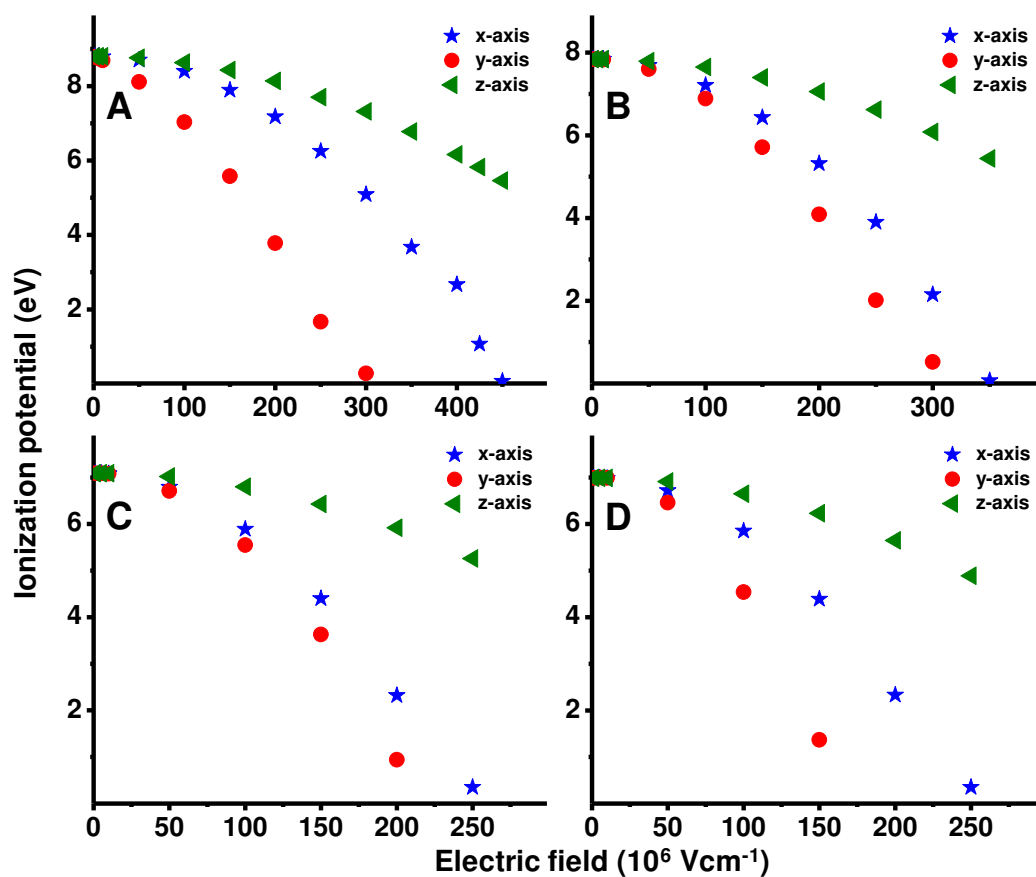 Ionization potential (eV)
A
x-axis
y-axis
z-axis
8
6
4
2
0
100
200
300
400
B
x-axis
y-axis
z-axis
8
6
4
2
0
100
200
300
C
x-axis
y-axis
z-axis
6
4
2
0
50
100
150
200
250
D
x-axis
y-axis
z-axis
6
4
2
0
50
100
150
200
250
Electric field (10⁶ Vcm⁻¹)